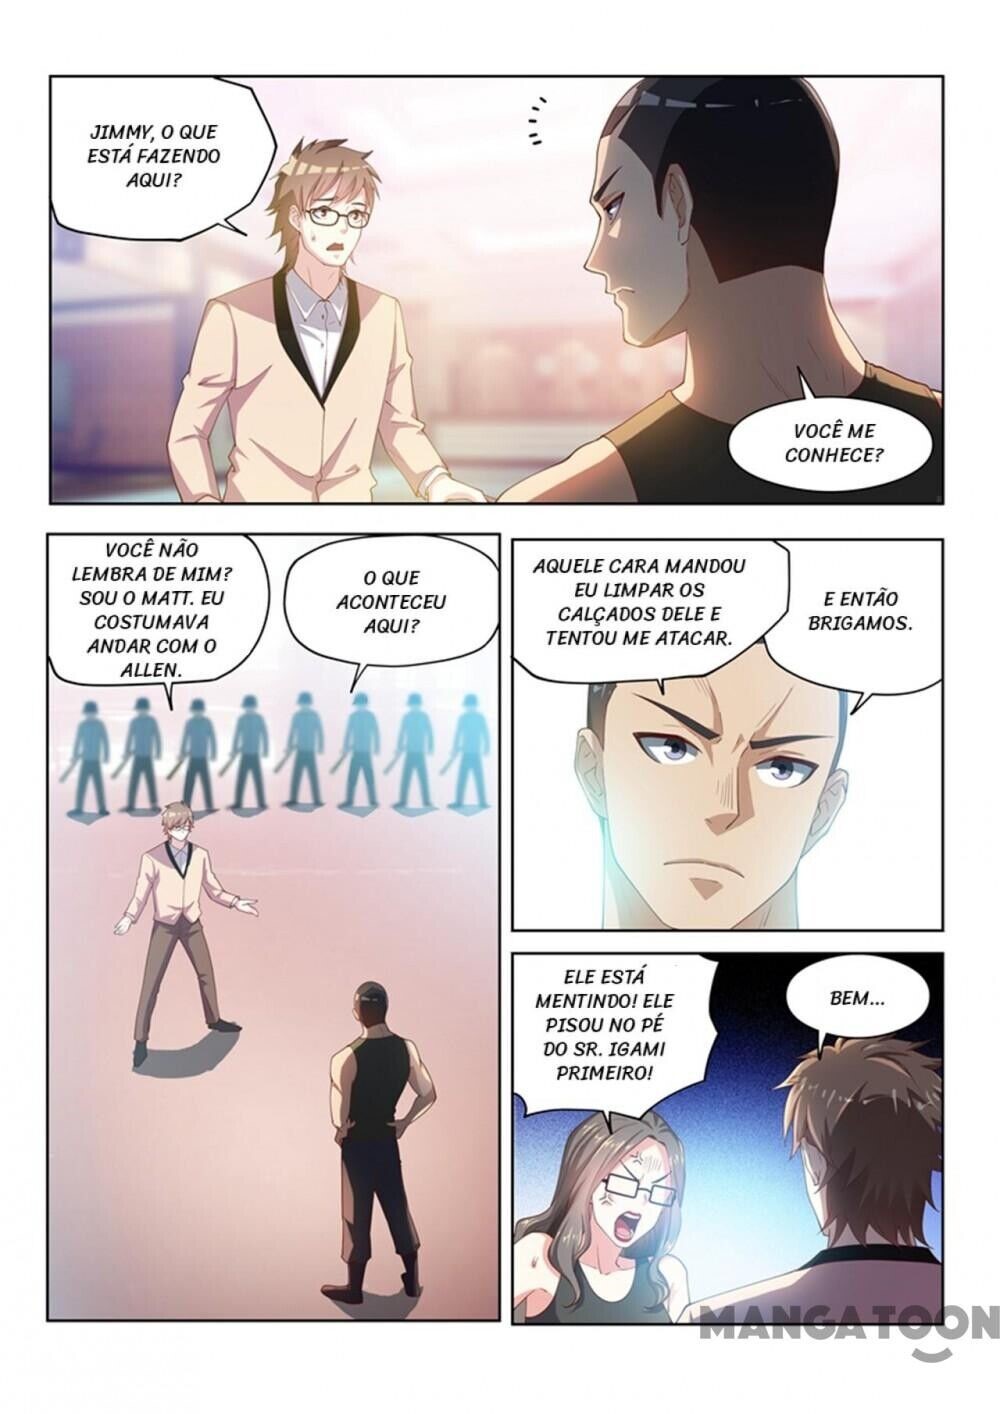 JIMMY, O QUE
ESTÁ FAZENDO
AQUI?
VOCÊ ME
CONHECE?
VOCÊ NÃO
LEMBRA DE MIM?
SOU O MATT. EU
COSTUMAVA
ANDAR COM O
ALLEN.
O QUE
ACONTECEU
AQUI?
AQUELE CARA MANDOU
EU LIMPAR OS
CALÇADOS DELE E
TENTOU ME ATACAR.
E ENTÃO
BRIGAMOS.
ELE ESTÁ
MENTINDO! ELE
PISOU NO PÉ
DO SR. IGAMI
PRIMEIRO!
BEM...
MANGATOON